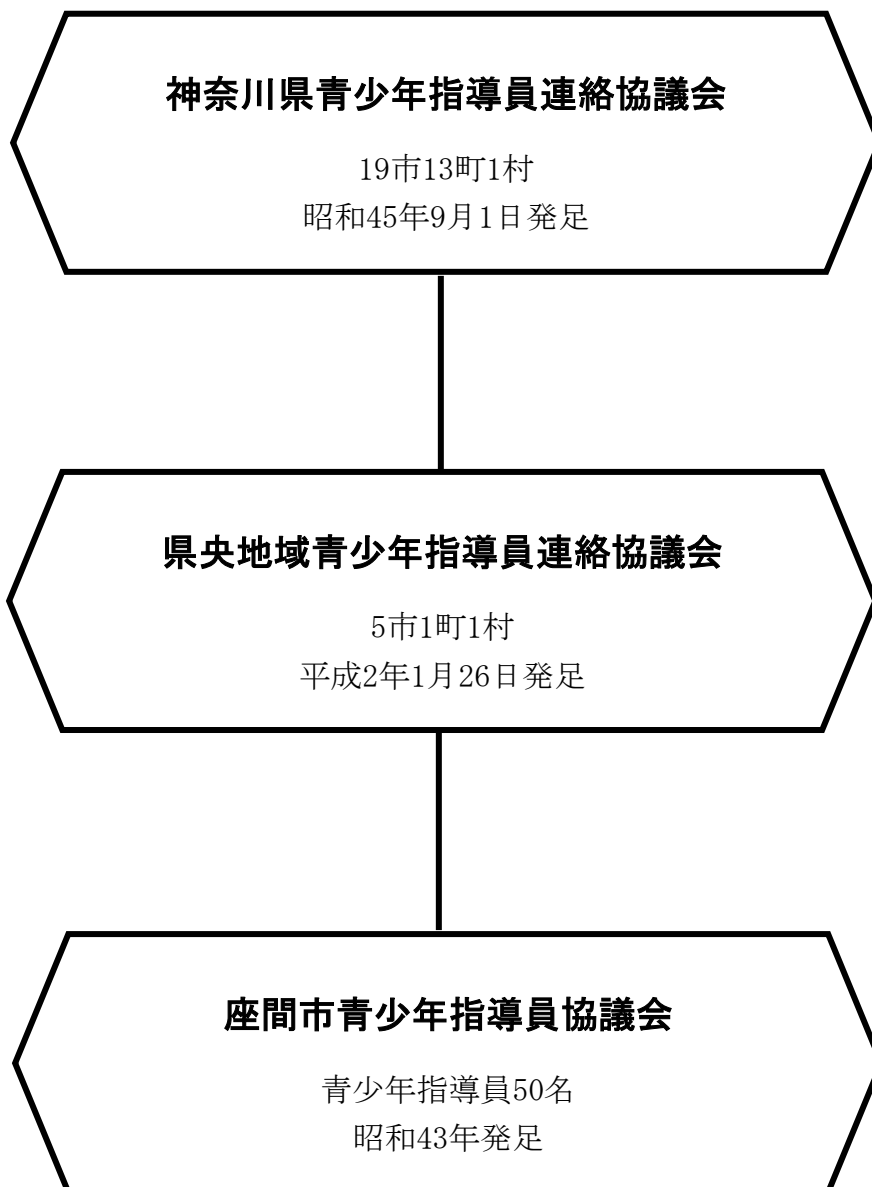 神奈川県青少年指導員連絡協議会
19市13町1村
昭和45年9月1日発足
県央地域青少年指導員連絡協議会
5市1町1村
平成2年1月26日発足
座間市青少年指導員協議会
青少年指導員50名
昭和43年発足